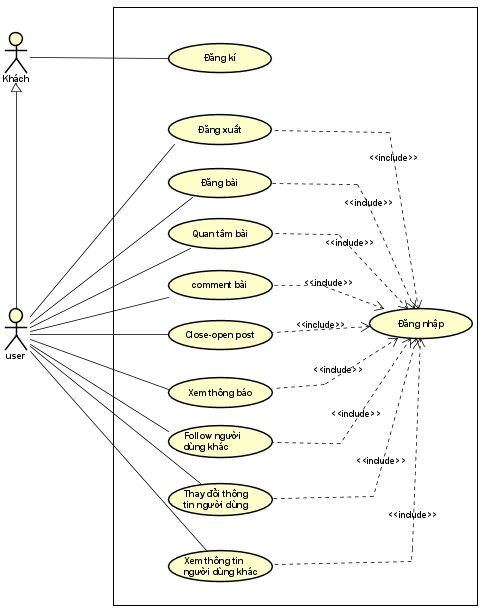 Đăng kí
Khách
Đăng xuất
<<include>>
Đăng bài
<<include>>
Quan tâm bài
<<include>>
comment bài
<<include>>
Close-open post
<<include>>
Đăng nhập
user
Xem thông báo
<<include>>
Follow người
dùng khác
<<include>>
Thay đổi thông
tin người dùng
<<include>>
Xem thông tin
người dùng khác
<<include>>